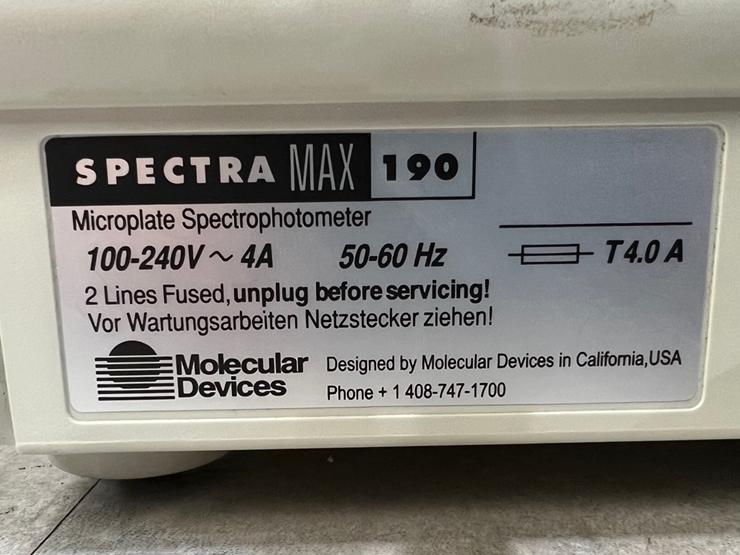 SPECTRA MAX 190
Microplate Spectrophotometer
100-240V ~ 4A 50-60 Hz T4.0 A
2 Lines Fused, unplug before servicing!
Vor Wartungsarbeiten Netzstecker ziehen!
Molecular
Devices
Designed by Molecular Devices in California, USA
Phone + 1 408-747-1700